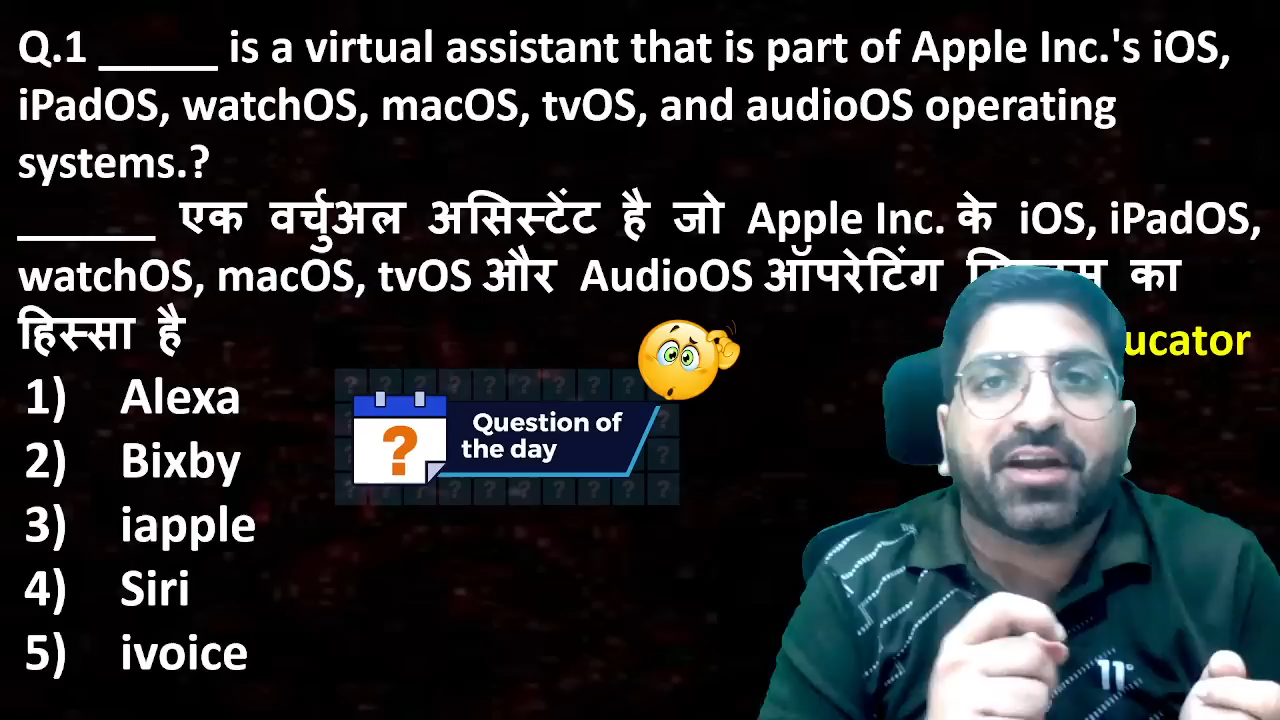 Q.1 _____ is a virtual assistant that is part of Apple Inc.'s iOS,
iPadOS, watchOS, macOS, tvOS, and audioOS operating
systems.?
______ एक वर्चुअल असिस्टेंट है जो Apple Inc. के iOS, iPadOS,
watchOS, macOS, tvOS और AudioOS ऑपरेटिंग का
हिस्सा है
1) Alexa
2) Bixby
3) iapple
4) Siri
5) ivoice
Question of
the day
11°